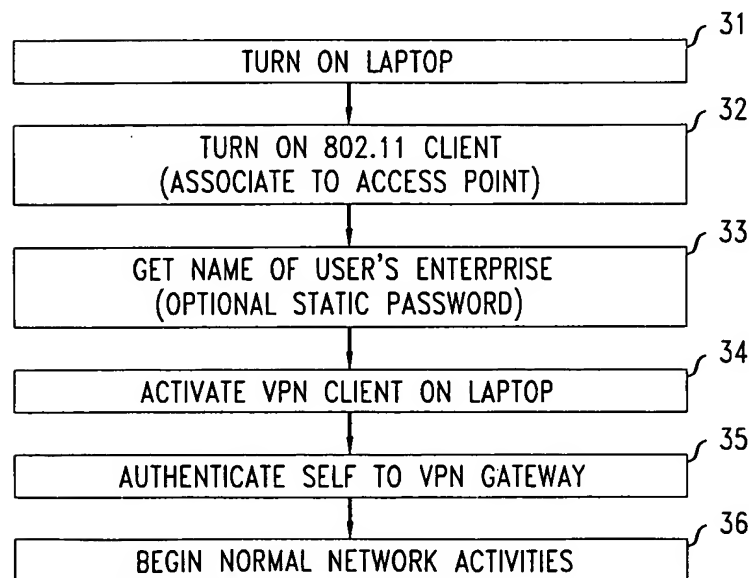 31
TURN ON LAPTOP
32
TURN ON 802.11 CLIENT
(ASSOCIATE TO ACCESS POINT)
33
GET NAME OF USER'S ENTERPRISE
(OPTIONAL STATIC PASSWORD)
34
ACTIVATE VPN CLIENT ON LAPTOP
35
AUTHENTICATE SELF TO VPN GATEWAY
36
BEGIN NORMAL NETWORK ACTIVITIES